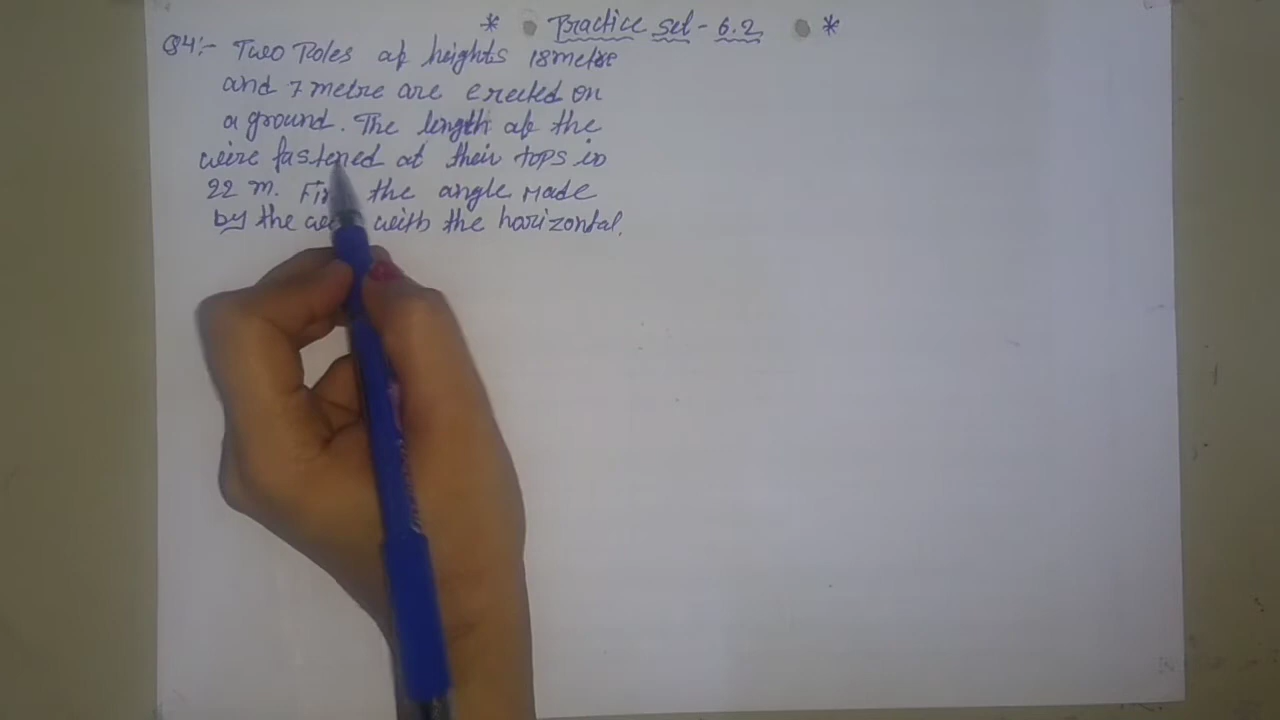 * • Practice set - 6.2 • *
Q4:- Two Poles of heights 18 metre
and 7 metre are erected on
a ground. The length of the
wire fastened at their tops is
22 m. the angle Made
by the with the horizontal.